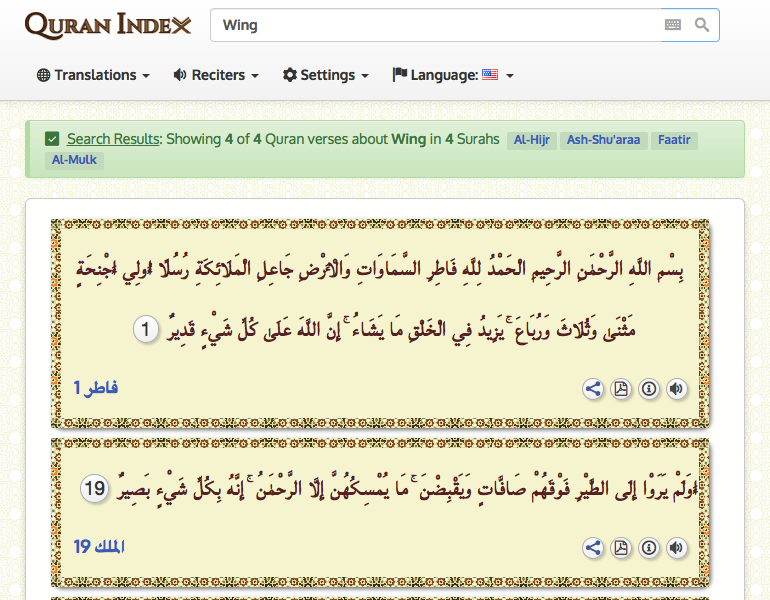 QURAN INDEX
Wing
Translations Reciters Settings Language:
Search Results: Showing 4 of 4 Quran verses about Wing in 4 Surahs Al-Hijr Ash-Shu'araa Faatir
Al-Mulk
بِسْمِ اللَّهِ الرَّحْمَٰنِ الرَّحِيمِ الْحَمْدُ لِلَّهِ فَاطِرِ السَّمَاوَاتِ وَالْأَرْضِ جَاعِلِ الْمَلَائِكَةِ رُسُلًا أُولِي أَجْنِحَةٍ
مَثْنَىٰ وَثُلَاثَ وَرُبَاعَ ۚ يَزِيدُ فِي الْخَلْقِ مَا يَشَاءُ ۚ إِنَّ اللَّهَ عَلَىٰ كُلِّ شَيْءٍ قَدِيرٌ 1
فاطر 1
أَوَلَمْ يَرَوْا إِلَى الطَّيْرِ فَوْقَهُمْ صَافَّاتٍ وَيَقْبِضْنَ ۚ مَا يُمْسِكُهُنَّ إِلَّا الرَّحْمَٰنُ ۚ إِنَّهُ بِكُلِّ شَيْءٍ بَصِيرٌ 19
الملك 19